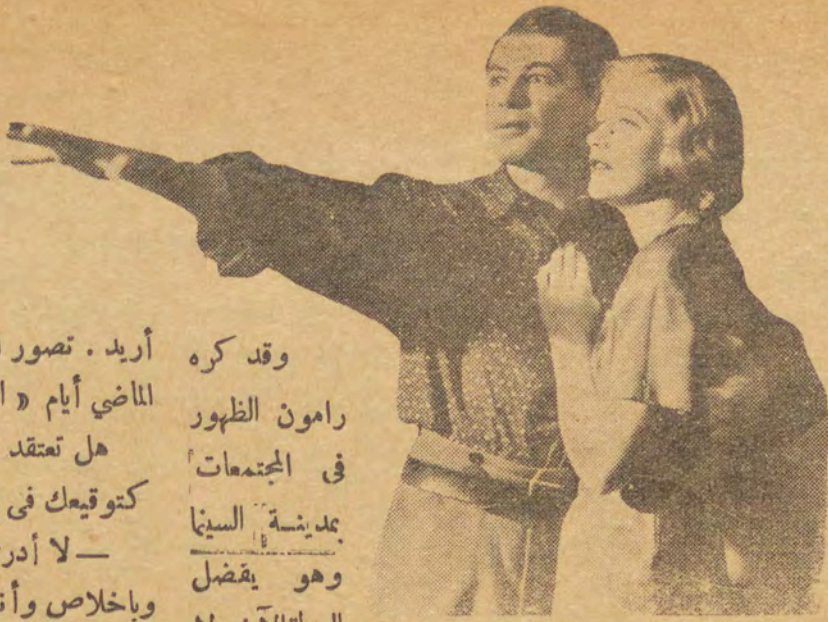 وقد كره
رامون الظهور
فى المجتمعات
بمدينة السينما
وهو يفضل
أريد . تصور
الماضي أيام «
هل تعتقد
كتوقيعك فى
— لا أدر
وباخلاص وأن